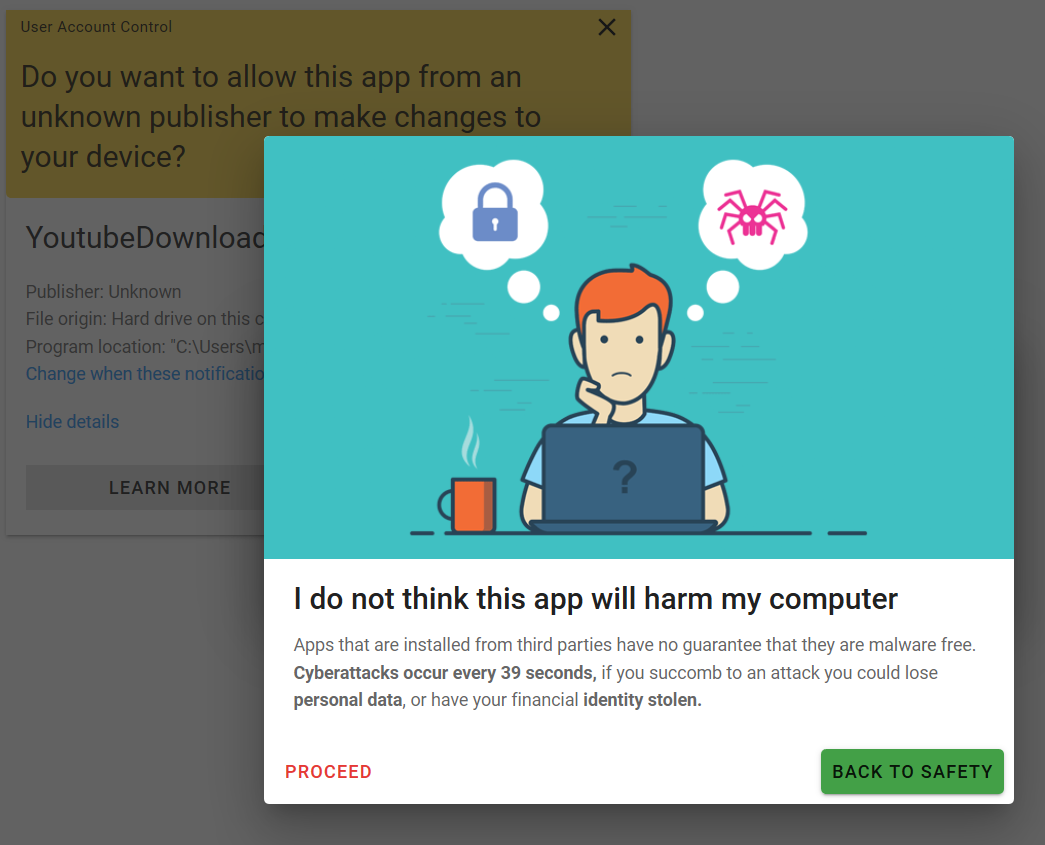 User Account Control
Do you want to allow this app from an
unknown publisher to make changes to
your device?
YoutubeDownload
Publisher: Unknown
File origin: Hard drive on this c
Program location: "C:\Users\m
Change when these notificatio
Hide details
LEARN MORE
?
I do not think this app will harm my computer
Apps that are installed from third parties have no guarantee that they are malware free.
Cyberattacks occur every 39 seconds, if you succomb to an attack you could lose
personal data, or have your financial identity stolen.
PROCEED
BACK TO SAFETY